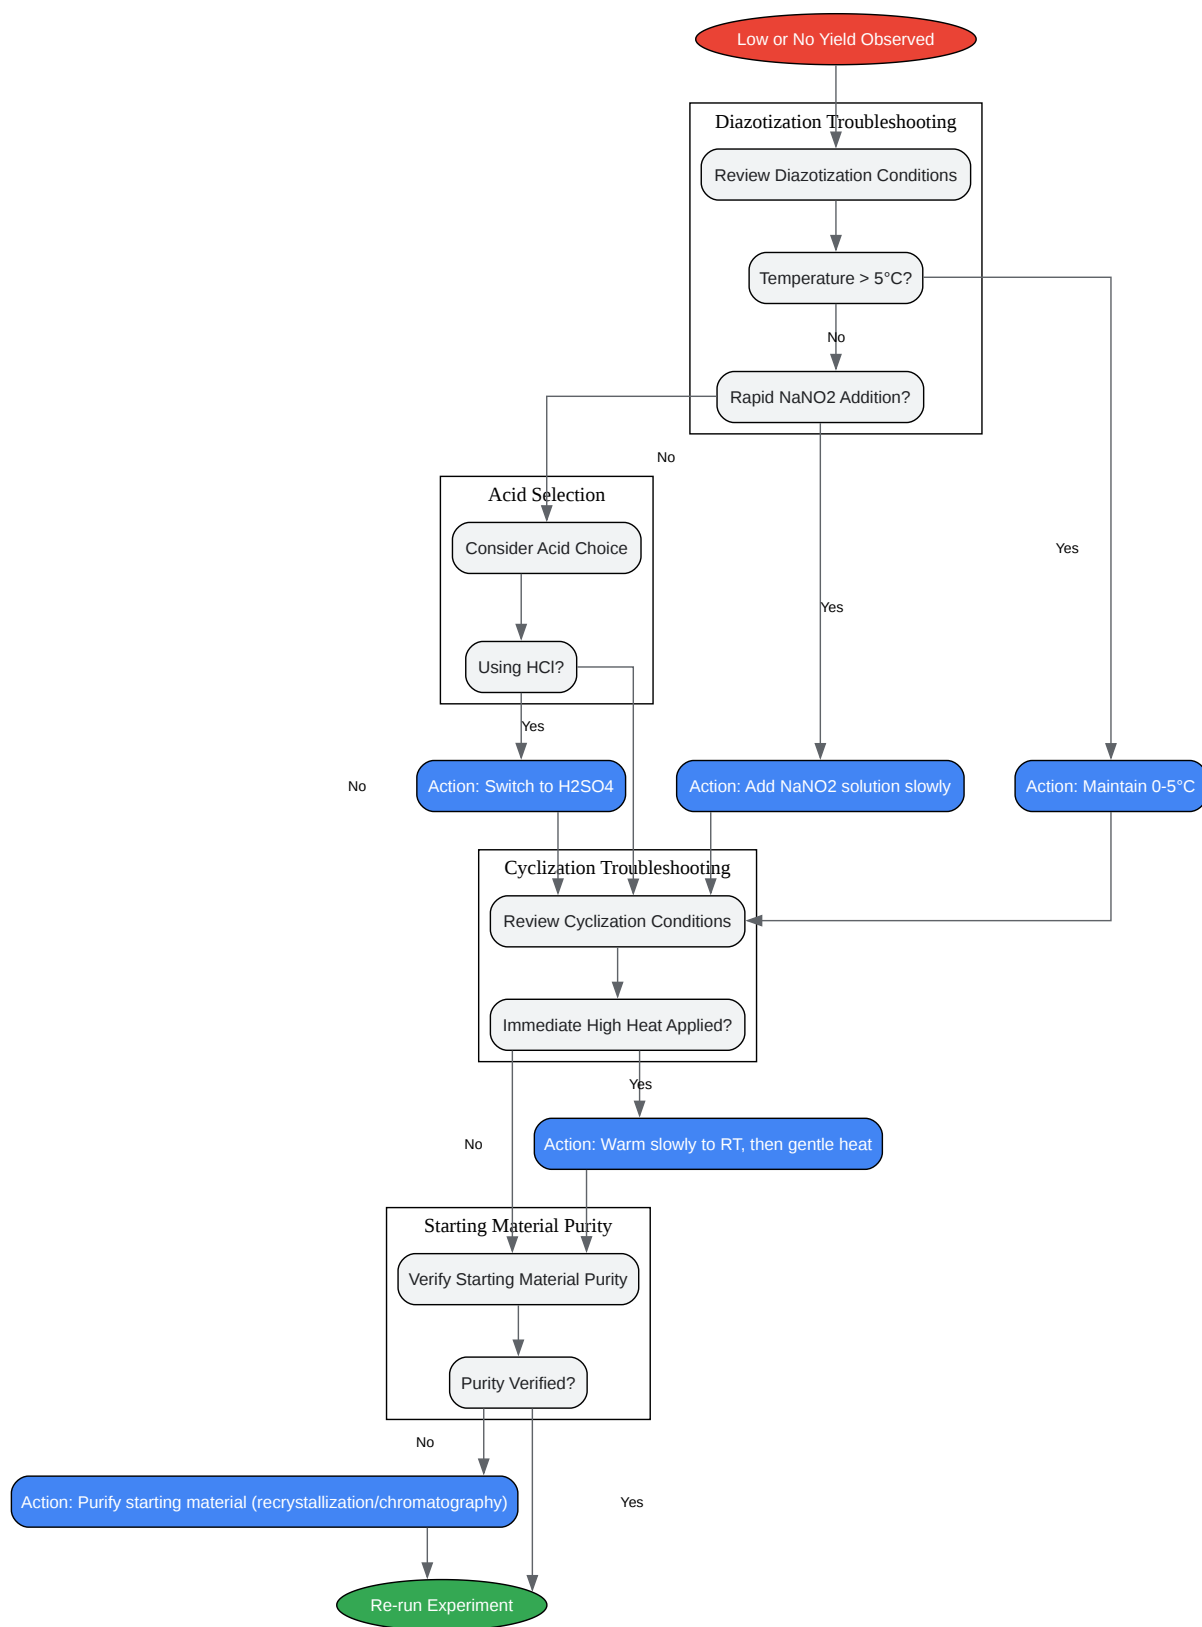 Low or No Yield Observed
Diazotization Troubleshooting
Review Diazotization Conditions
Temperature > 5°C?
No
Rapid NaNO2 Addition?
No
Acid Selection
Consider Acid Choice
Yes
Yes
Using HCl?
Yes
No
Action: Switch to H2SO4
Action: Add NaNO2 solution slowly
Action: Maintain 0-5°C
Cyclization Troubleshooting
Review Cyclization Conditions
Immediate High Heat Applied?
Yes
No
Action: Warm slowly to RT, then gentle heat
Starting Material Purity
Verify Starting Material Purity
Purity Verified?
No
Action: Purify starting material (recrystallization/chromatography)
Yes
Re-run Experiment